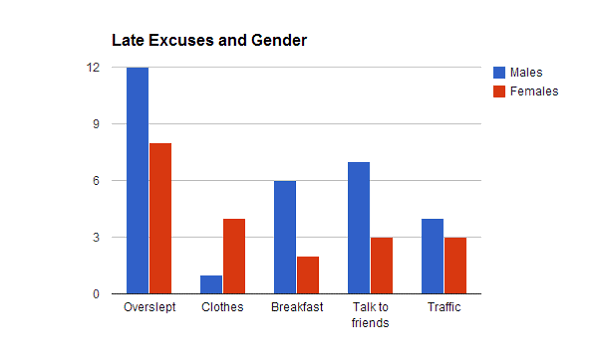 Late Excuses and Gender
12
9
6
3
0
Males
Females
Overslept
Clothes
Breakfast
Talk to
friends
Traffic